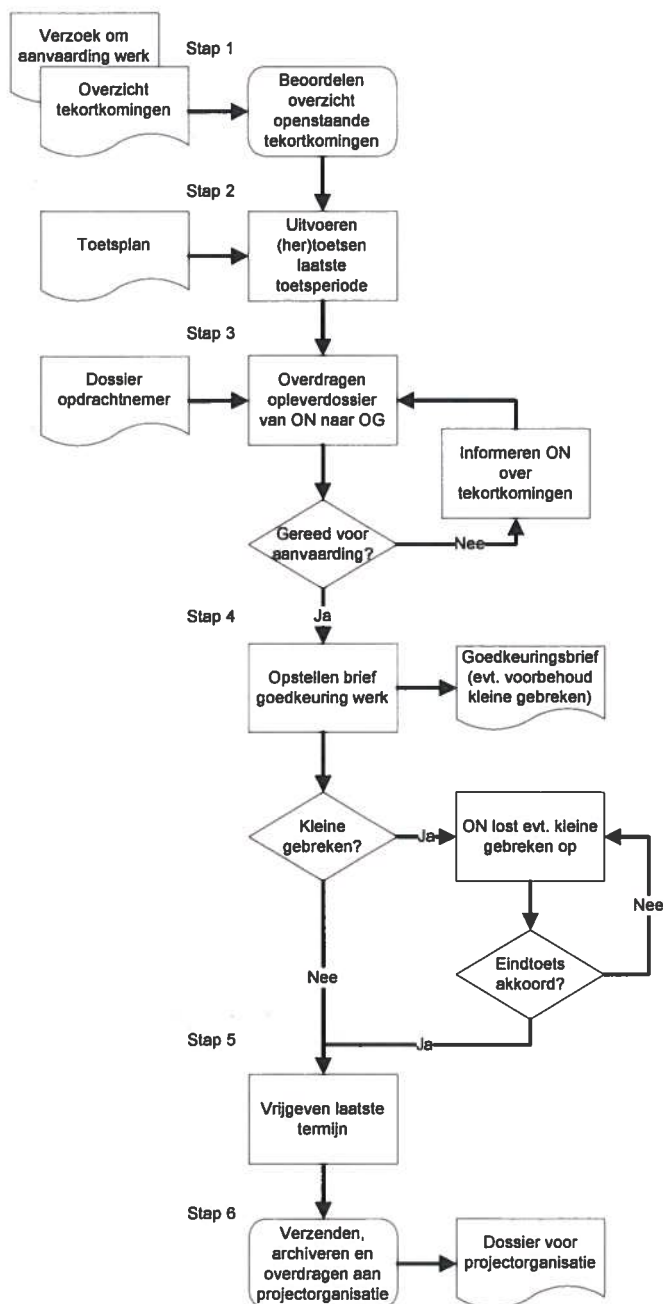 Verzoek om
aanvaarding werk
Stap 1
Overzicht
tekortkomingen
Beoordelen
overzicht
openstaande
tekortkomingen
Stap 2
Toetsplan
Uitvoeren
(her)toetsen
laatste
toetsperiode
Stap 3
Dossier
opdrachtnemer
Overdragen
opleverdossier
van ON naar OG
Informeren ON
over
tekortkomingen
Gereed voor
aanvaarding?
Nee
Ja
Stap 4
Opstellen brief
goedkeuring werk
Goedkeuringsbrief
(evt. voorbehoud
kleine gebreken)
Kleine
gebreken?
Ja
ON lost evt. kleine
gebreken op
Nee
Eindtoets
akkoord?
Nee
Ja
Stap 5
Vrijgeven laatste
termijn
Stap 6
Verzenden,
archiveren en
overdragen aan
projectorganisatie
Dossier voor
projectorganisatie